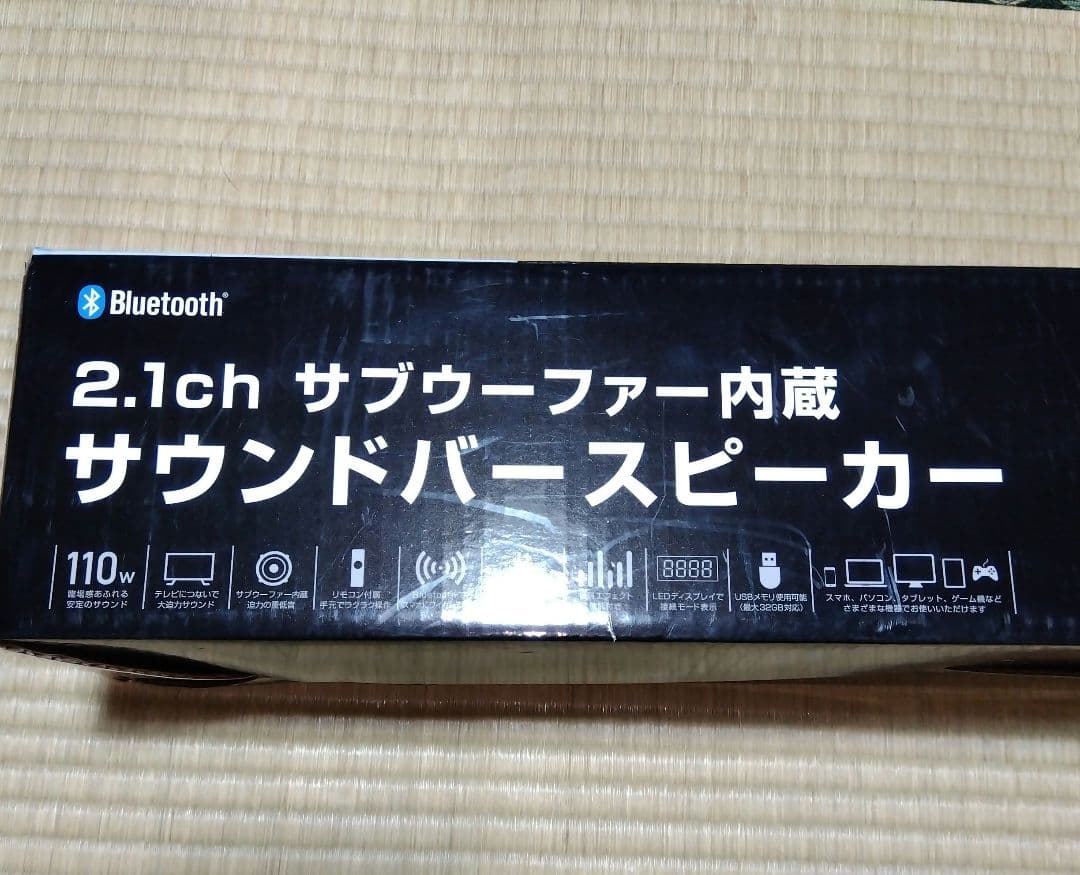 Bluetooth®
2.1ch サブウーファー内蔵
サウンドバースピーカー
110w
臨場感あふれる
安定のサウンド
テレビにつないで
大迫力サウンド
サブウーファー内蔵
迫力の重低音
リモコン付属
手元でラクラク操作
Bluetooth
LEDディスプレイで
接続モード表示
USBメモリ使用可能
(最大32GB対応)
スマホ、パソコン、タブレット、ゲーム機など
さまざまな機器でお使いいただけます